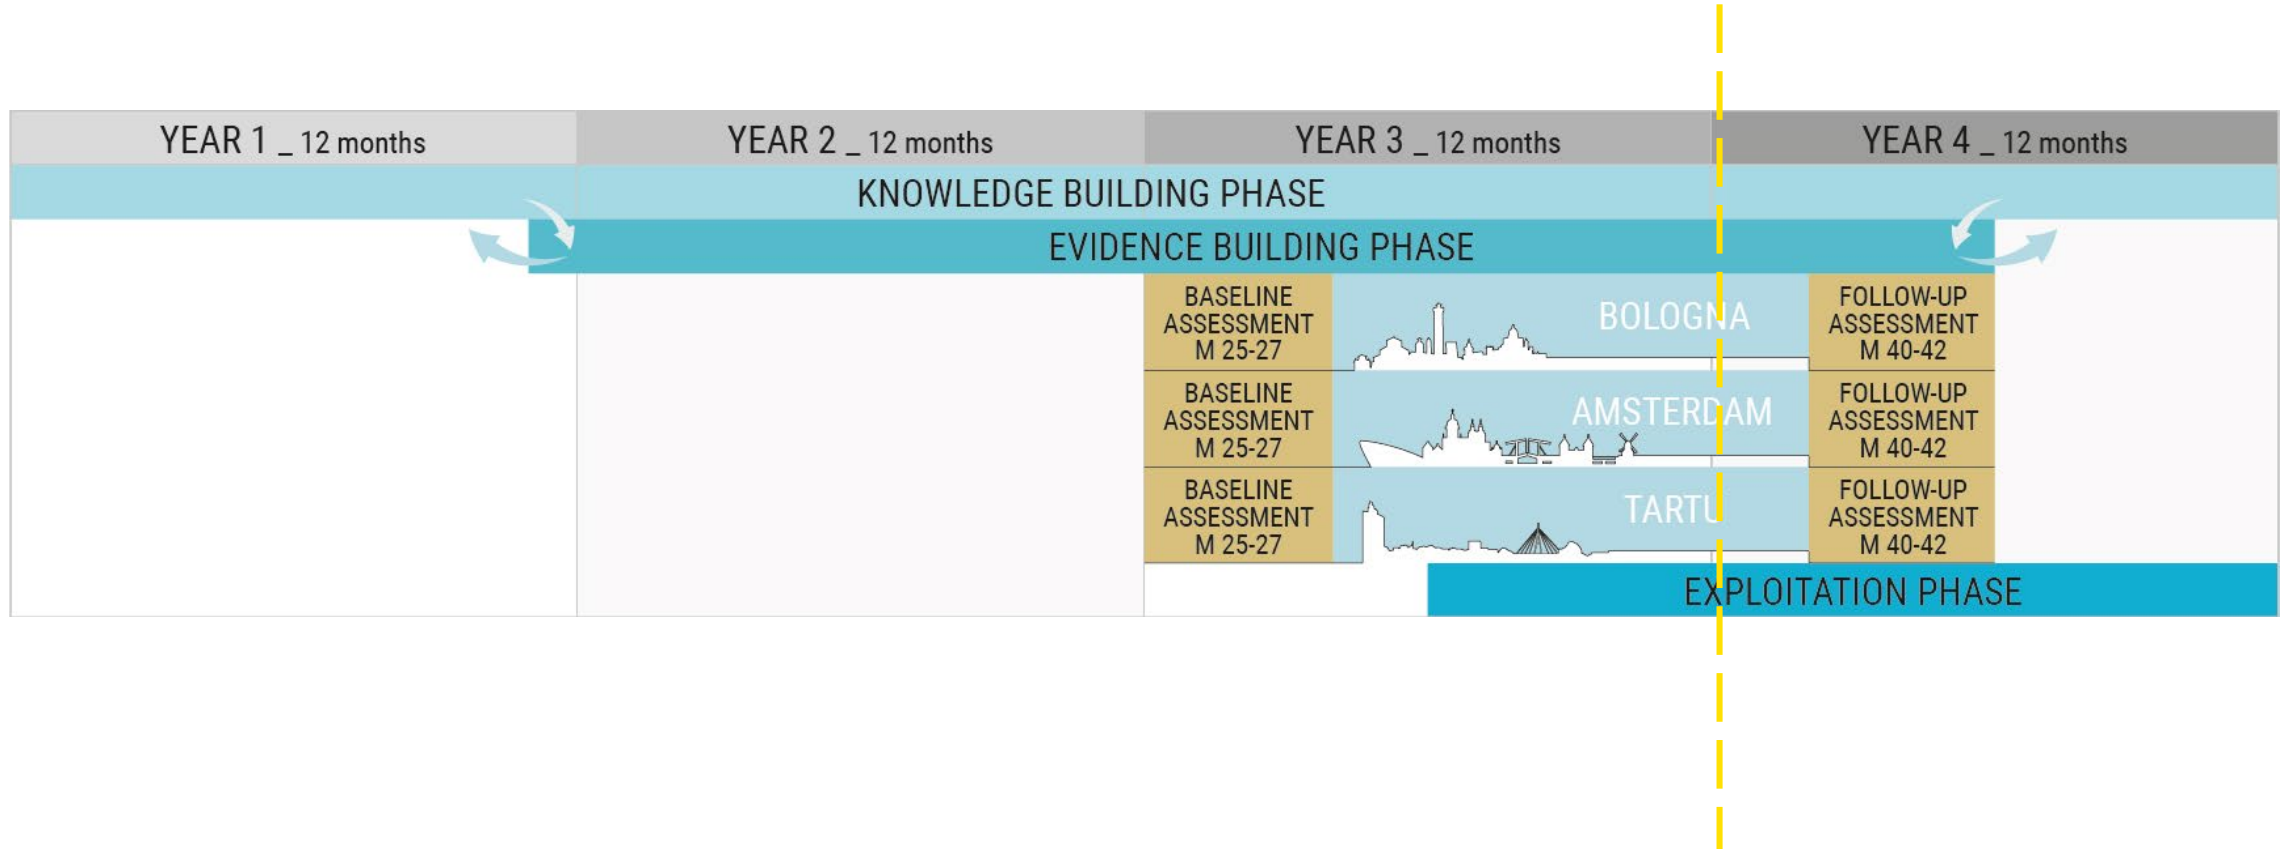 YEAR 1 _ 12 months
YEAR 2 _ 12 months
YEAR 3 _ 12 months
YEAR 4 _ 12 months
KNOWLEDGE BUILDING PHASE
EVIDENCE BUILDING PHASE
BASELINE
ASSESSMENT
M 25-27
BOLOGNA
FOLLOW-UP
ASSESSMENT
M 40-42
BASELINE
ASSESSMENT
M 25-27
AMSTERDAM
FOLLOW-UP
ASSESSMENT
M 40-42
BASELINE
ASSESSMENT
M 25-27
TARTU
FOLLOW-UP
ASSESSMENT
M 40-42
EXPLOITATION PHASE